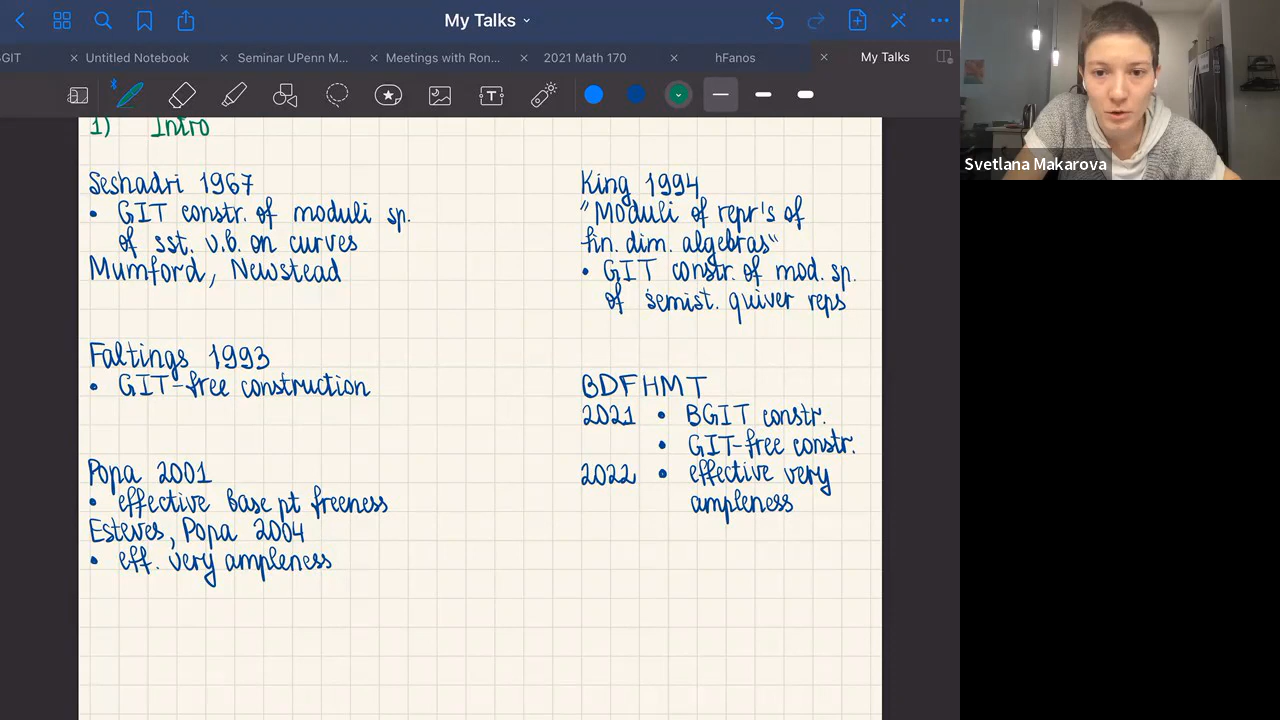 My Talks
GIT
Untitled Notebook
Seminar UPenn M...
Meetings with Ron...
2021 Math 170
hFanos
My Talks
1) Intro
Seshadri 1967
• GIT constr. of moduli sp.
of sst. v.b. on curves
Mumford, Newstead
Faltings 1993
• GIT-free construction
Popa 2001
• effective base pt freeness
Esteves, Popa 2004
• eff. very ampleness
King 1994
"Moduli of repr's of
fin. dim. algebras"
• GIT constr. of mod. sp.
of semist. quiver reps
BDFHMT
2021 • BGIT constr.
• GIT-free constr.
2022 • effective very
ampleness
Svetlana Makarova